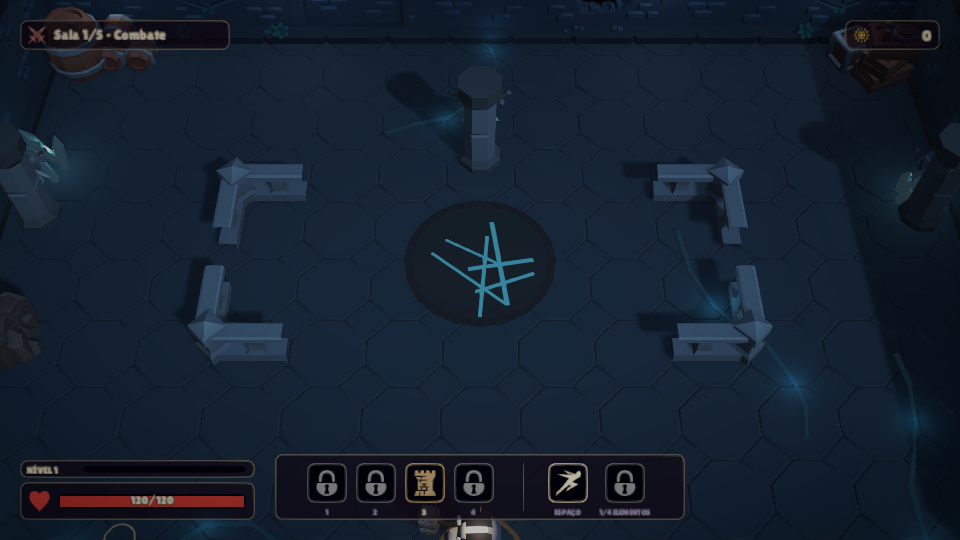 Sala 1/5 - Combate
0
NÍVEL 1
120/120
1
2
3
4
ESPAÇO
1/4 ELEMENTOS